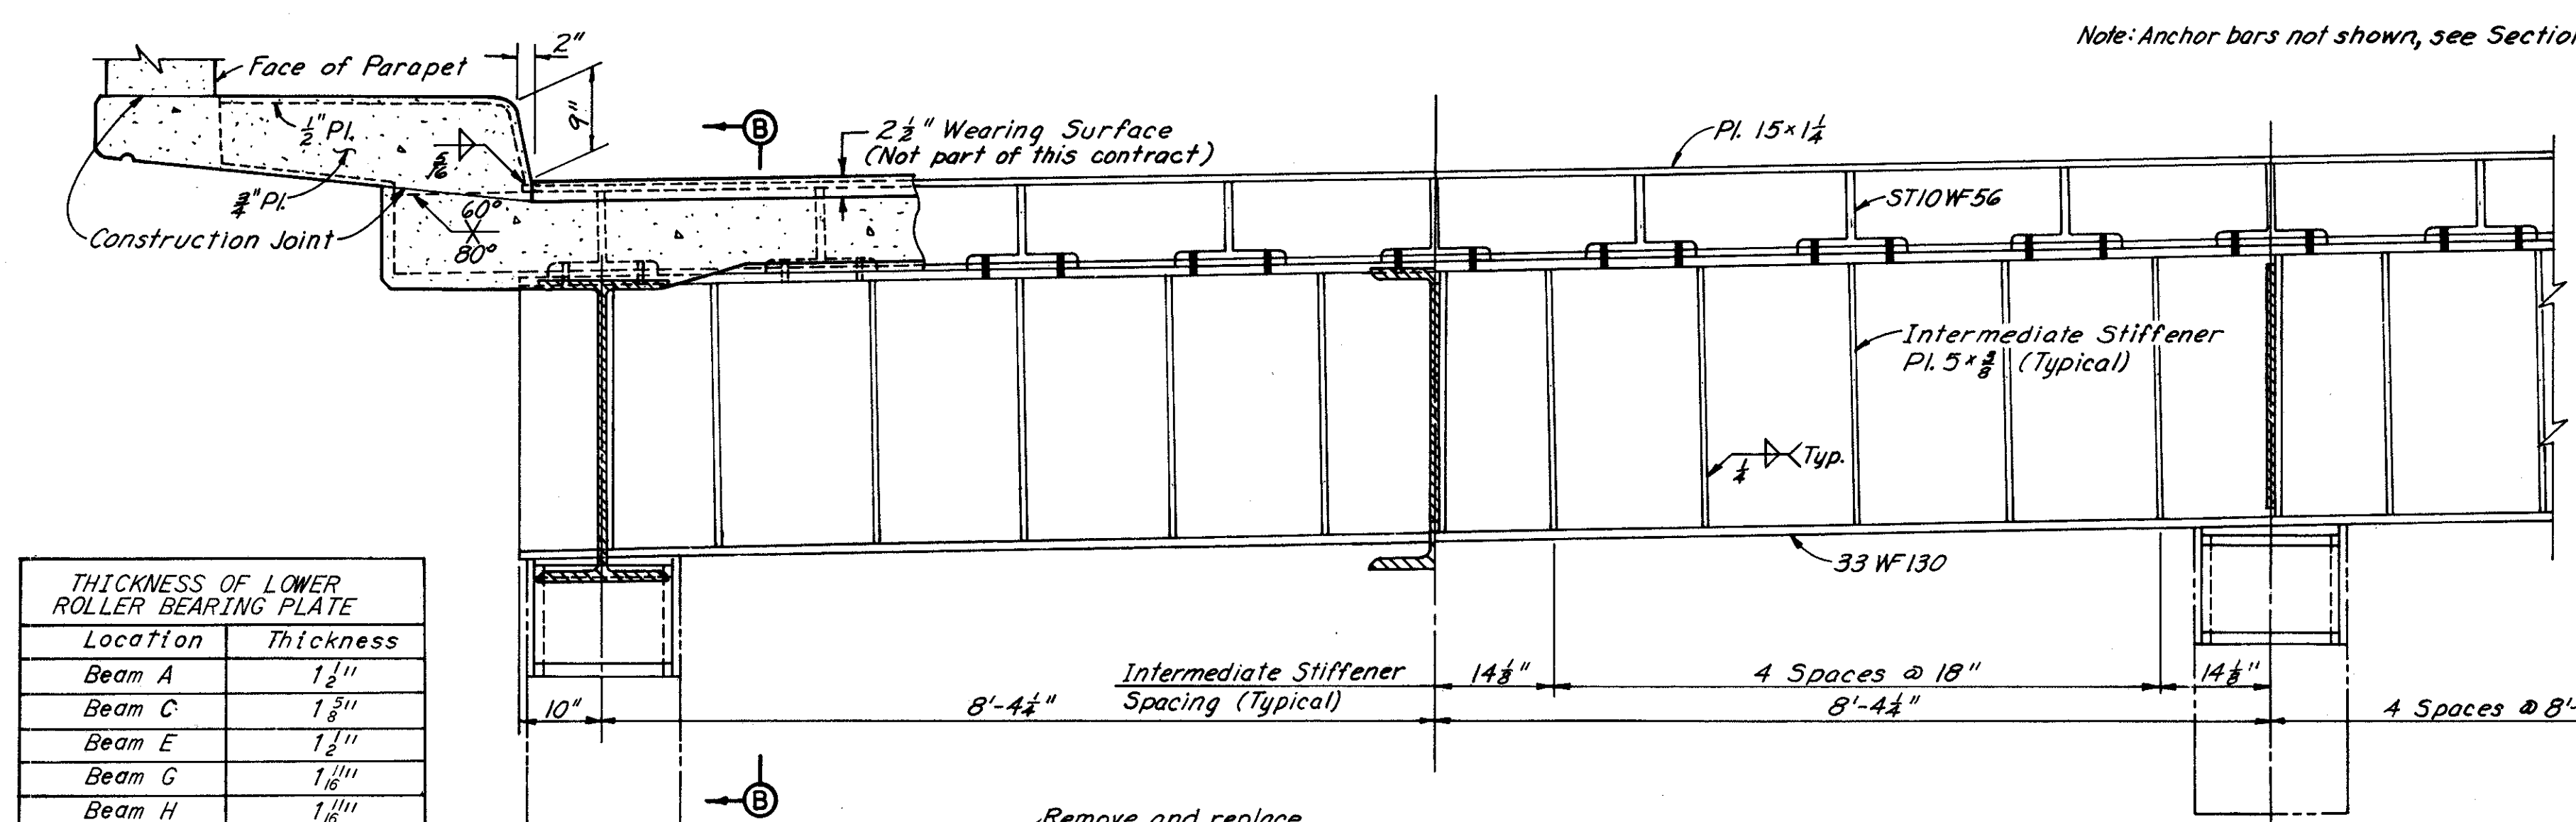 Note: Anchor bars not shown, see Section
2"
Face of Parapet
9"
1/2" Pl.
B
2 1/2" Wearing Surface
(Not part of this contract)
Pl. 15 x 1 1/4
5/16
3/4" Pl.
60°
80°
Construction Joint
ST10WF56
Intermediate Stiffener
Pl. 5 x 3/8 (Typical)
1/4 Typ.
33 WF 130
THICKNESS OF LOWER
ROLLER BEARING PLATE
Location Thickness
Beam A 1 1/2"
Beam C 1 5/8"
Beam E 1 1/2"
Beam G 1 11/16"
Beam H 1 11/16"
Intermediate Stiffener
Spacing (Typical)
14 1/8"
4 Spaces @ 18"
14 1/8"
10"
8'-4 1/4"
8'-4 1/4"
4 Spaces @ 8'-
B
Remove and replace